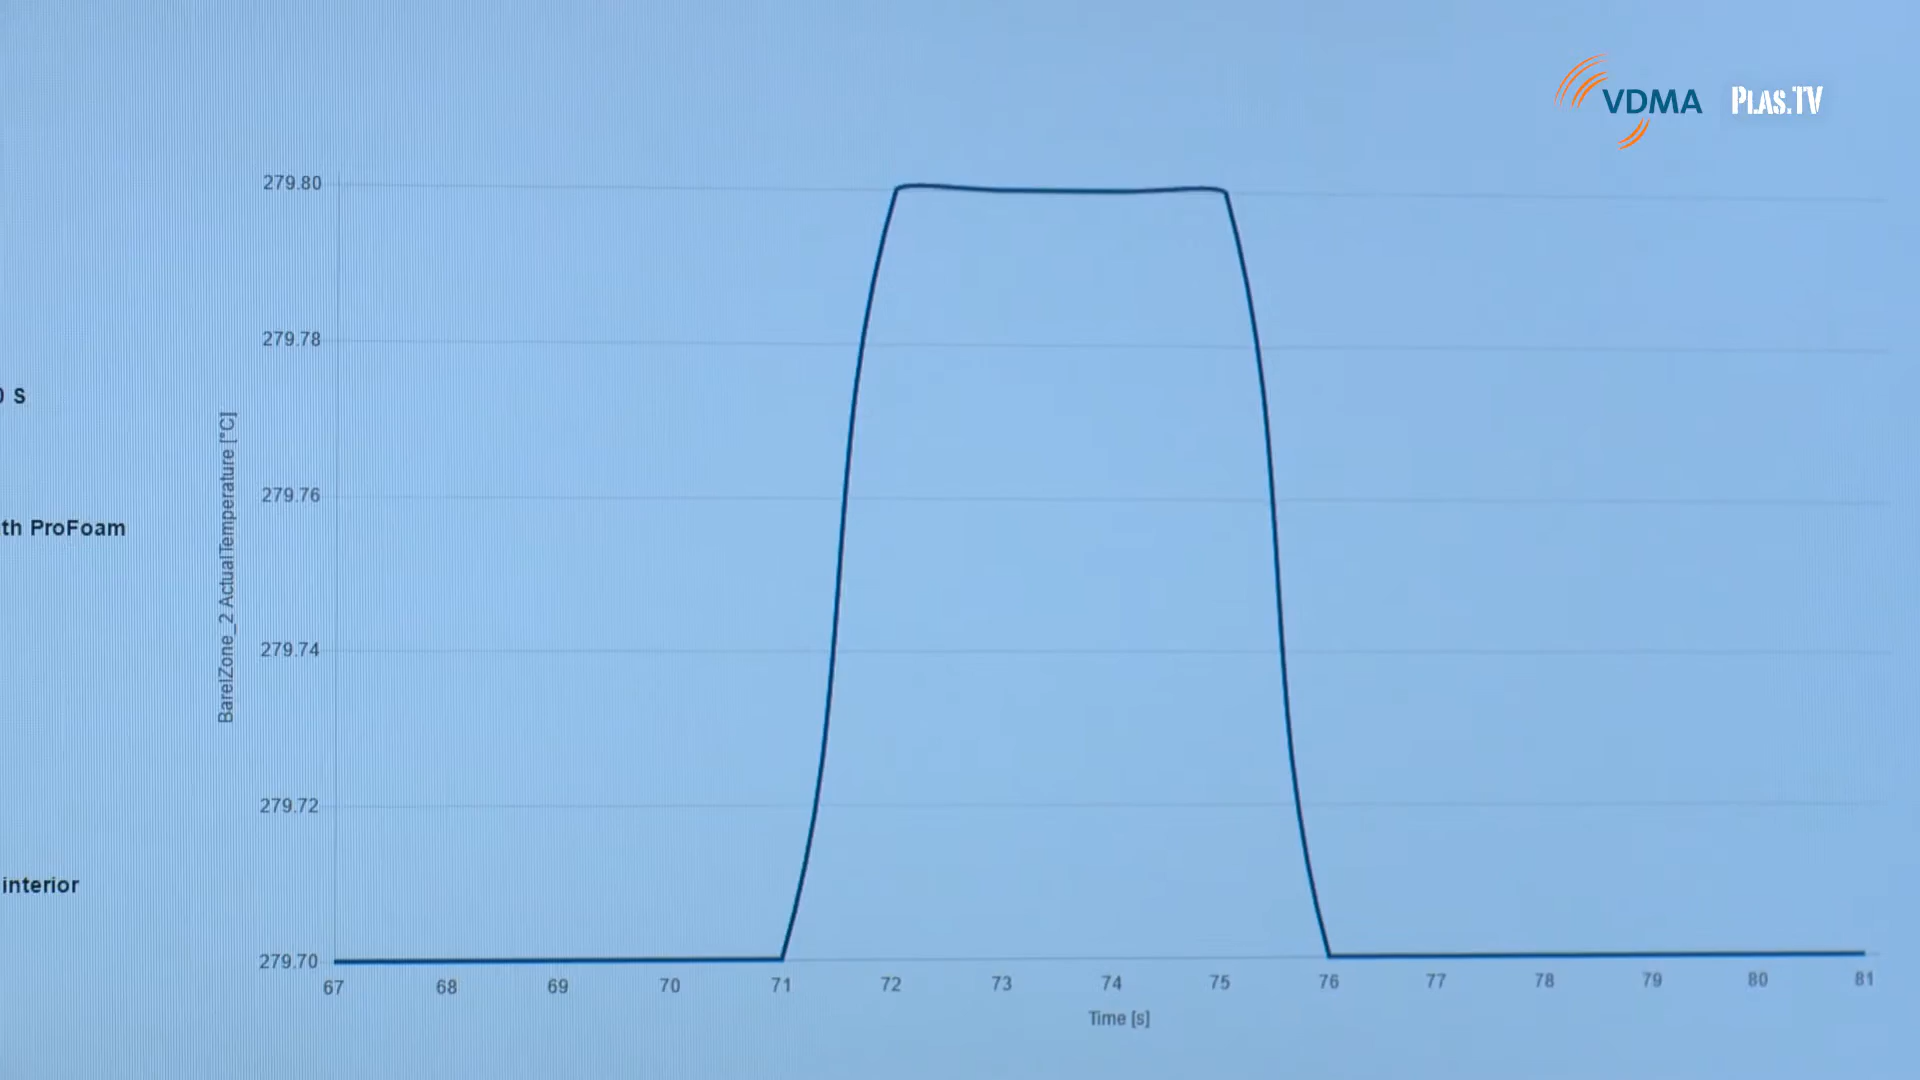 VDMA PLAS.TV
279.80
279.78
279.76
279.74
279.72
279.70
BarelZone_2 ActualTemperature [°C]
S
th ProFoam
interior
67 68 69 70 71 72 73 74 75 76 77 78 79 80 81
Time [s]